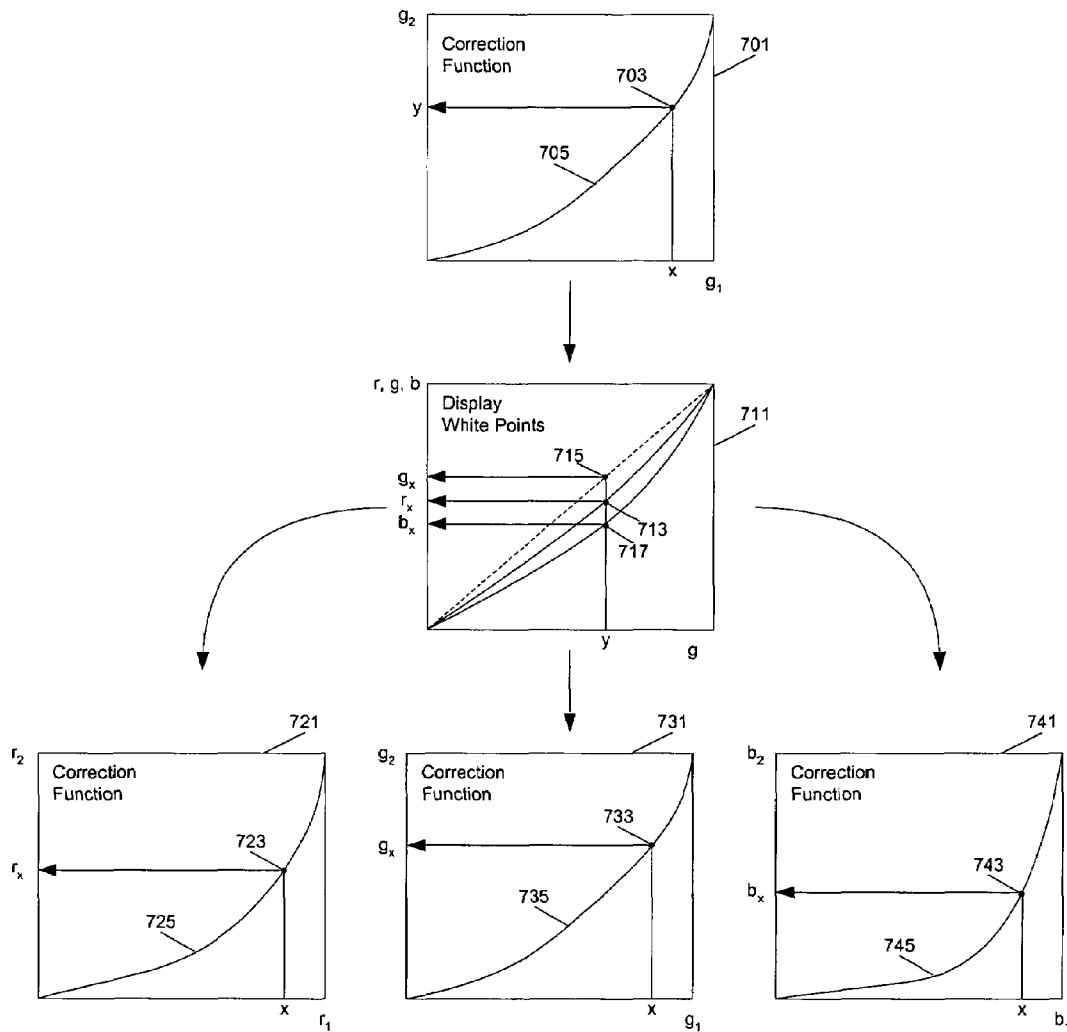 g2
Correction
Function
701
703
y
705
x
g1
r, g, b
Display
White Points
711
715
gx
rx
bx
713
717
y
g
721
r2
Correction
Function
723
rx
725
x
r1
731
g2
Correction
Function
733
gx
735
x
g1
741
b2
Correction
Function
743
bx
745
x
b